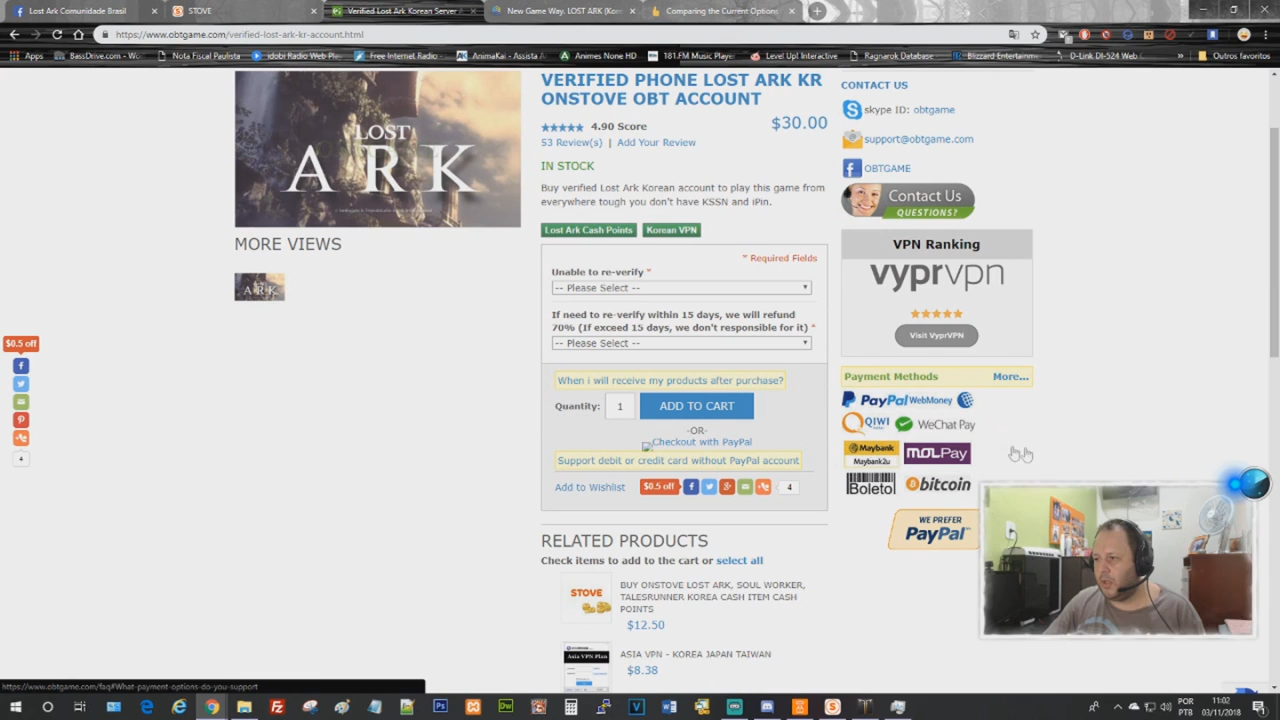 Lost Ark Comunidade Brasil
STOVE
Verified Lost Ark Korean Server
New Game Way. LOST ARK (Kor
Comparing the Current Option
https://www.obtgame.com/verified-lost-ark-kr-account.html
Apps
BassDrive.com - Wo
Nota Fiscal Paulista
idobi Radio Web Pl
Free Internet Radio
AnimaKai - Assista A
Animes None HD
181.FM Music Player
Level Up! Interactive
Ragnarok Database
Blizzard Entertainm
D-Link DI-524 Web
»
Outros favoritos
LOST
ARK
MORE VIEWS
VERIFIED PHONE LOST ARK KR
ONSTOVE OBT ACCOUNT
4.90 Score
$30.00
53 Review(s) | Add Your Review
IN STOCK
Buy verified Lost Ark Korean account to play this game from
everywhere tough you don't have KSSN and iPin.
Lost Ark Cash Points
Korean VPN
* Required Fields
Unable to re-verify *
-- Please Select --
If need to re-verify within 15 days, we will refund
70% (If exceed 15 days, we don't responsible for it) *
-- Please Select --
When i will receive my products after purchase?
Quantity: 1 ADD TO CART
-OR-
Checkout with PayPal
Support debit or credit card without PayPal account
Add to Wishlist
$0.5 off
4
RELATED PRODUCTS
Check items to add to the cart or select all
STOVE
BUY ONSTOVE LOST ARK, SOUL WORKER,
TALESRUNNER KOREA CASH ITEM CASH
POINTS
$12.50
Asia VPN Plan
ASIA VPN - KOREA JAPAN TAIWAN
$8.38
$0.5 off
4
CONTACT US
skype ID: obtgame
support@obtgame.com
OBTGAME
Contact Us
QUESTIONS?
VPN Ranking
vyprvpn
Visit VyprVPN
Payment Methods More...
PayPal WebMoney
QIWI WeChat Pay
Maybank
Maybank2u
MOLPay
Boleto
bitcoin
WE PREFER
PayPal
https://www.obtgame.com/faq#What-payment-options-do-you-support
POR
PTB
11:02
03/11/2018